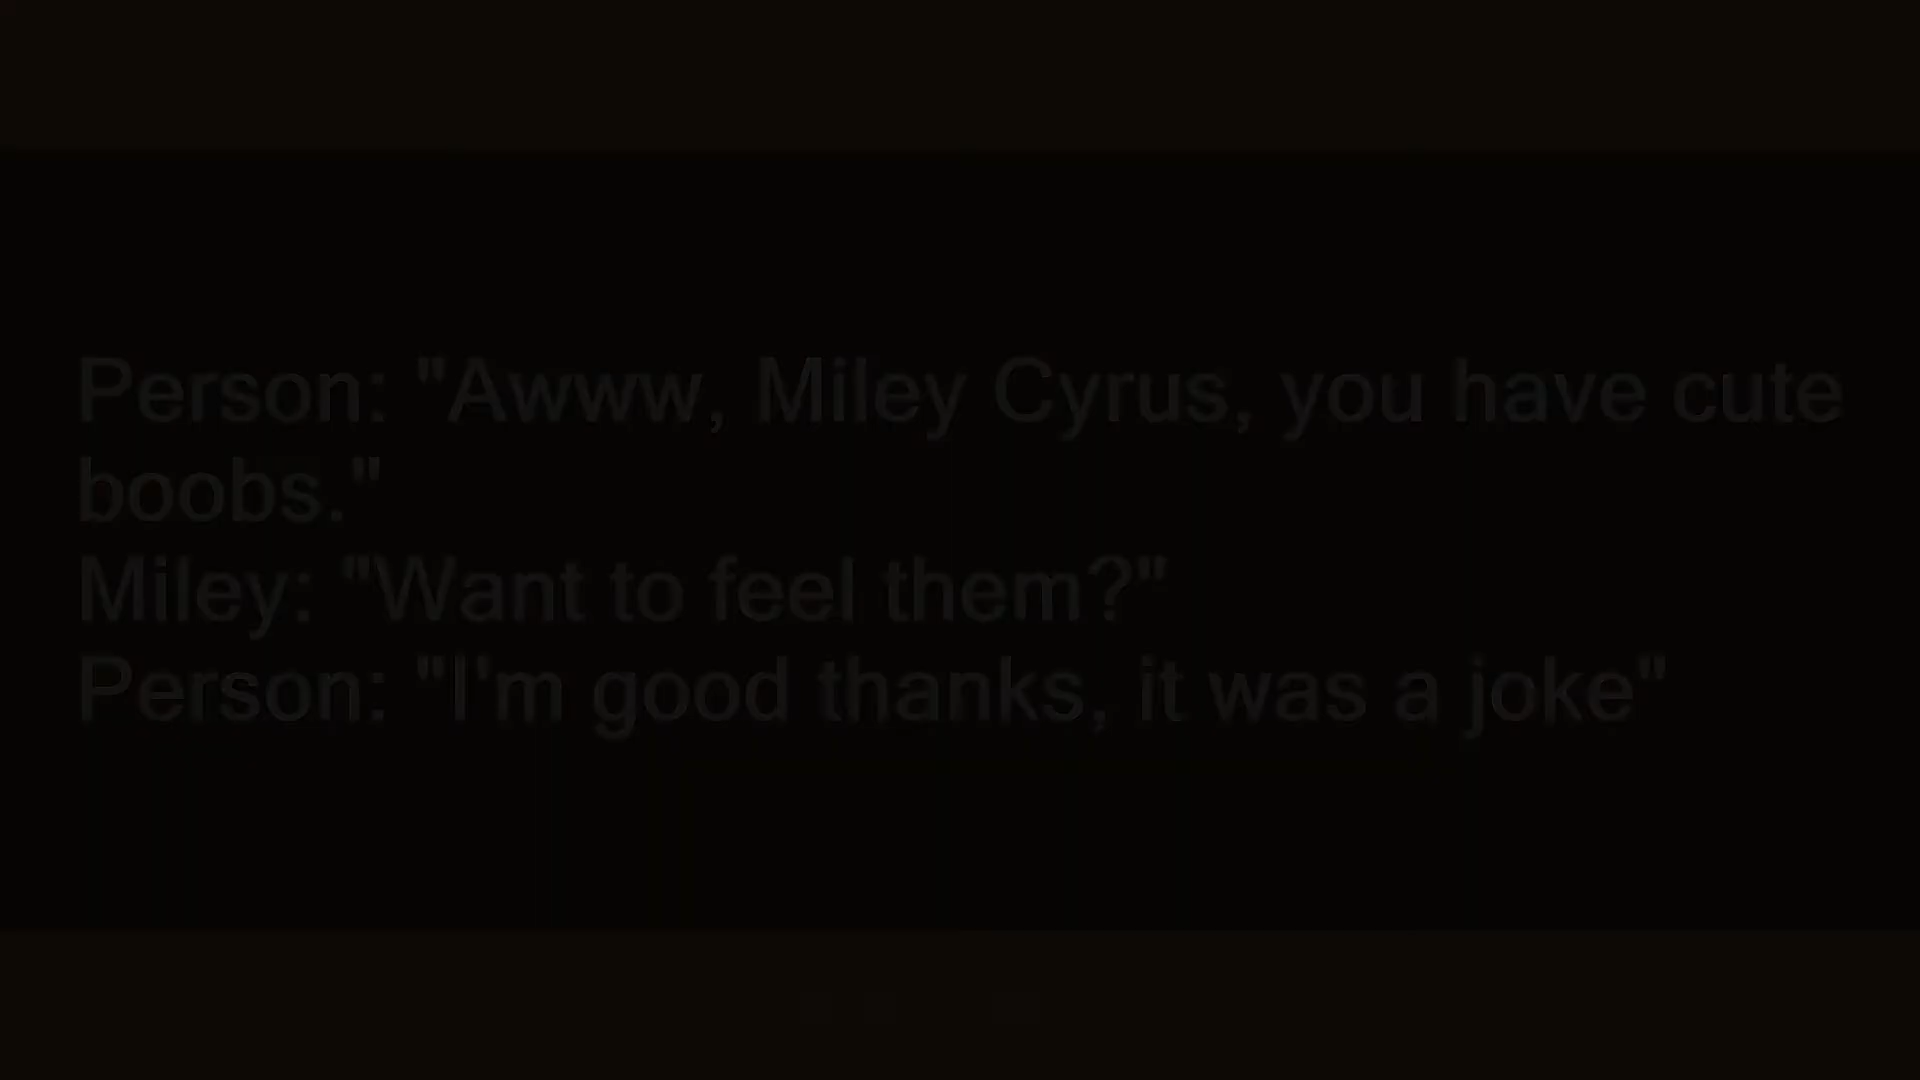 Person: "Awww, Miley Cyrus, you have cute
boobs."
Miley: "Want to feel them?"
Person: "I'm good thanks, it was a joke"